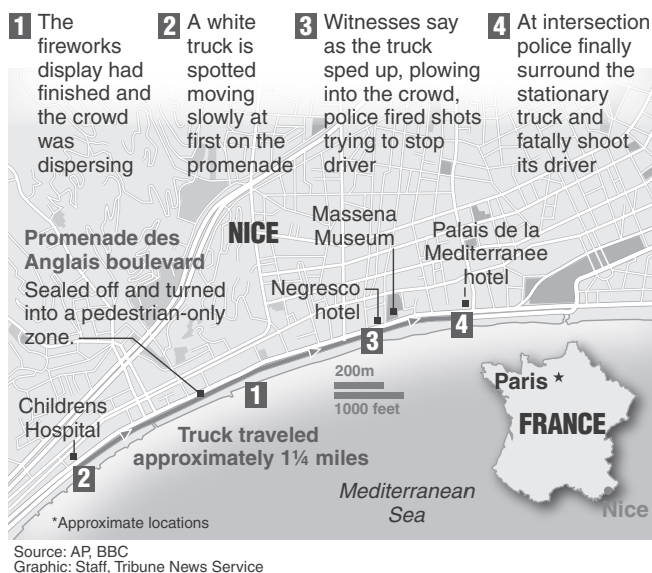 1 The
fireworks
display had
finished and
the crowd
was
dispersing
2 A white
truck is
spotted
moving
slowly at
first on the
promenade
3 Witnesses say
as the truck
sped up, plowing
into the crowd,
police fired shots
trying to stop
driver
4 At intersection
police finally
surround the
stationary
truck and
fatally shoot
its driver
NICE
Massena
Museum
Palais de la
Mediterranee
hotel
Promenade des
Anglais boulevard
Sealed off and turned
into a pedestrian-only
zone.
Negresco
hotel
4
3
200m
1000 feet
1
Childrens
Hospital
2
Truck traveled
approximately 1¼ miles
Paris
FRANCE
Nice
Mediterranean
Sea
*Approximate locations
Source: AP, BBC
Graphic: Staff, Tribune News Service